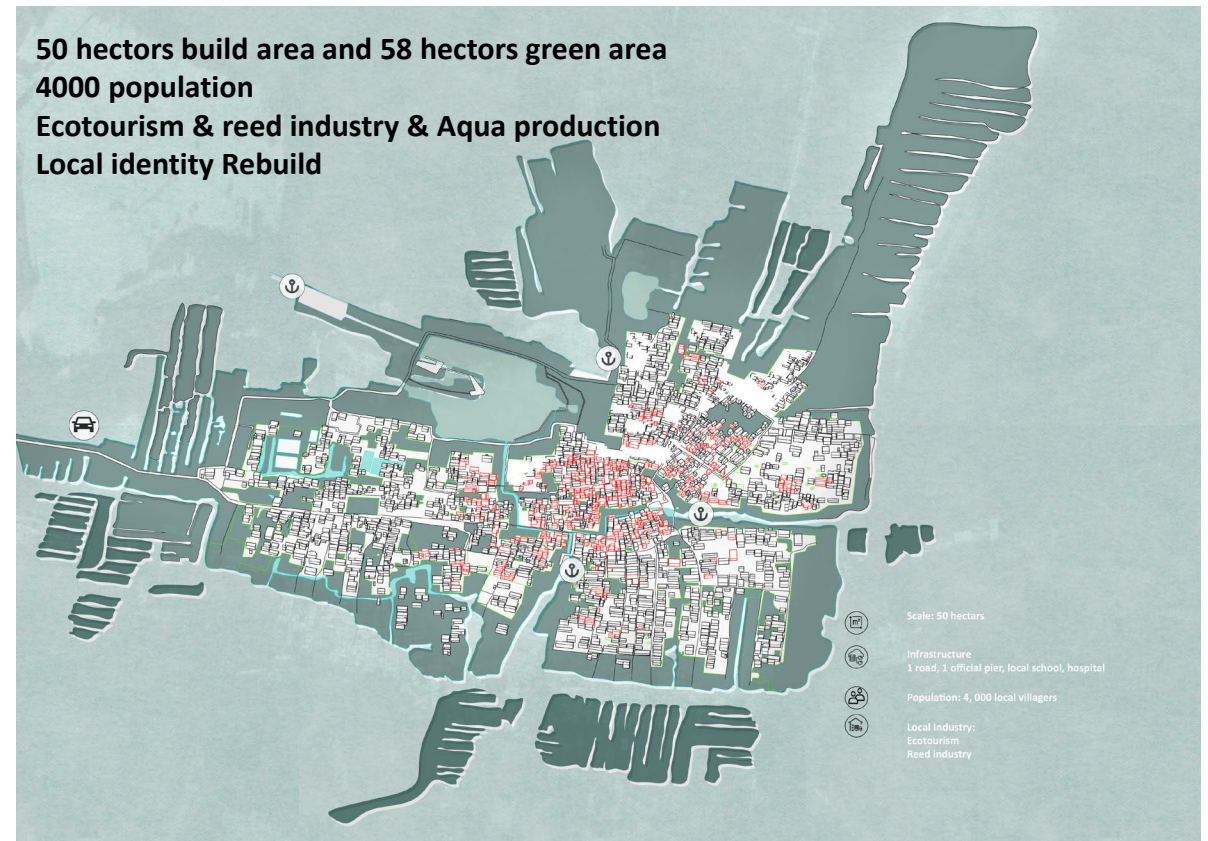 50 hectors build area and 58 hectors green area
4000 population
Ecotourism & reed industry & Aqua production
Local identity Rebuild
m²
Scale: 50 hectars
Infrastructure
1 road, 1 official pier, local school, hospital
Population: 4, 000 local villagers
Local Industry:
Ecotourism
Reed industry